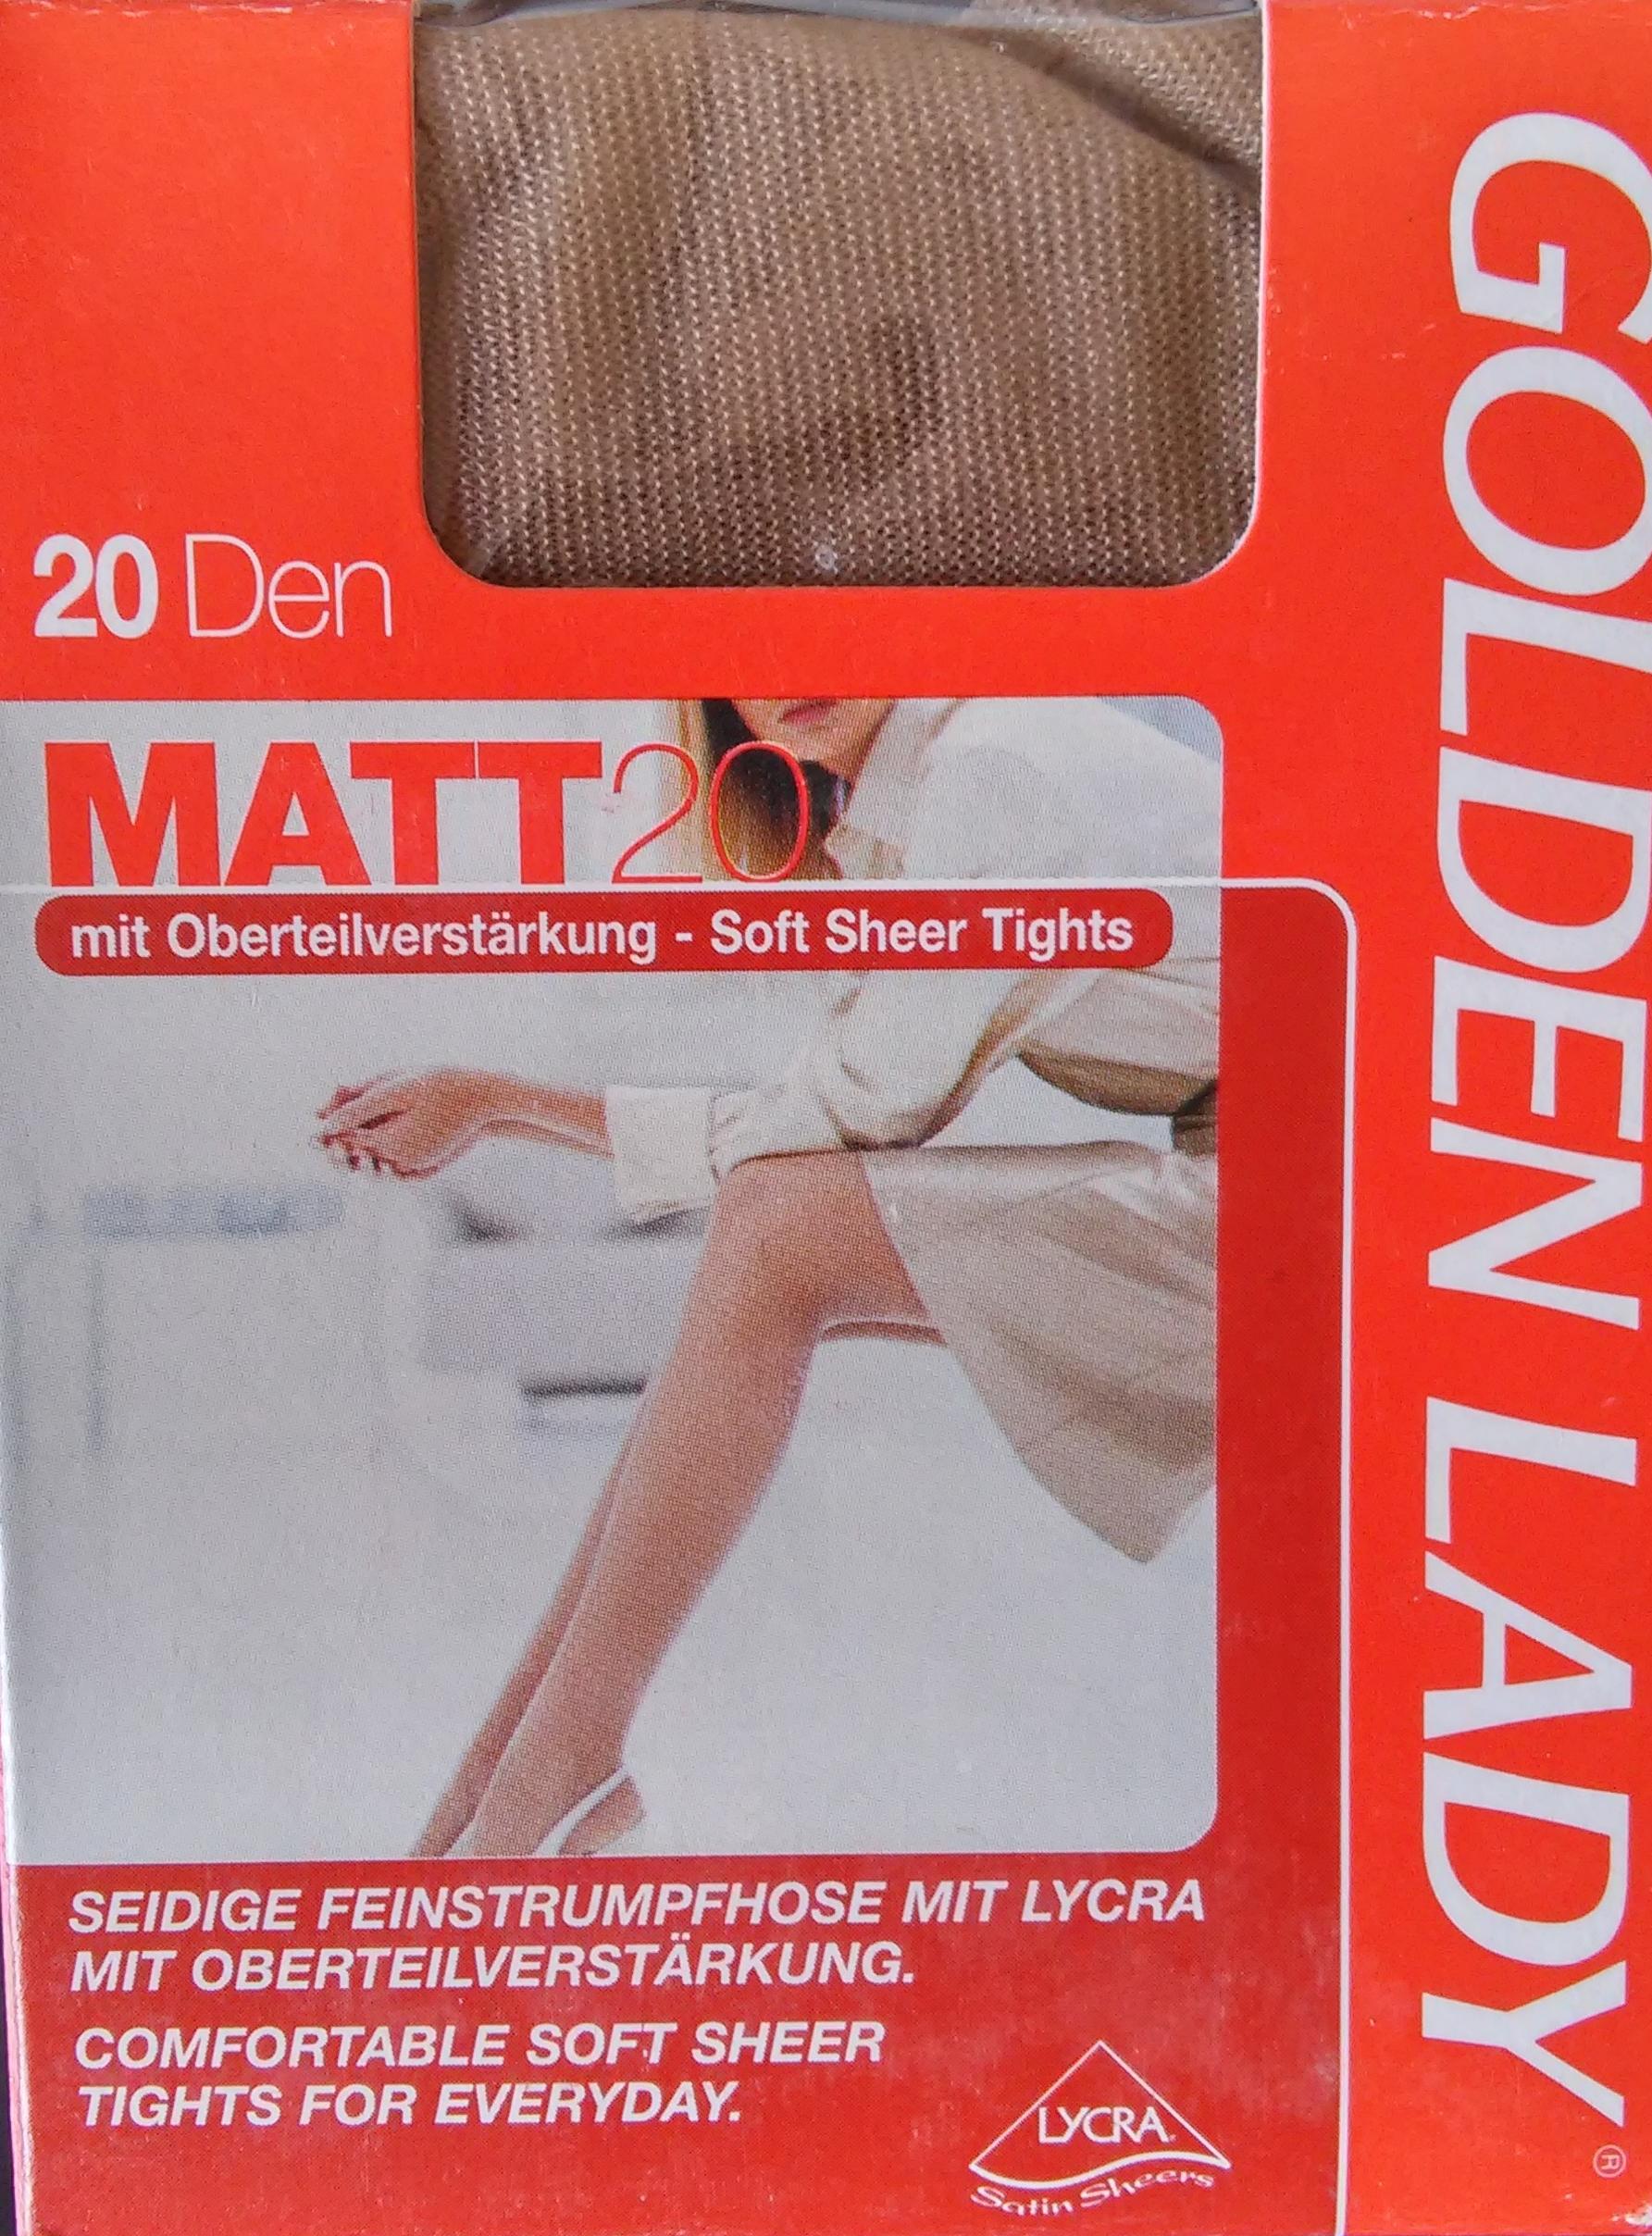 20 Den
MATT20
mit Oberteilverstärkung - Soft Sheer Tights
SEIDIGE FEINSTRUMPFHOSE MIT LYCRA
MIT OBERTEILVERSTÄRKUNG.
COMFORTABLE SOFT SHEER
TIGHTS FOR EVERYDAY.
LYCRA®
Satin Sheers
GOLDEN LADY®